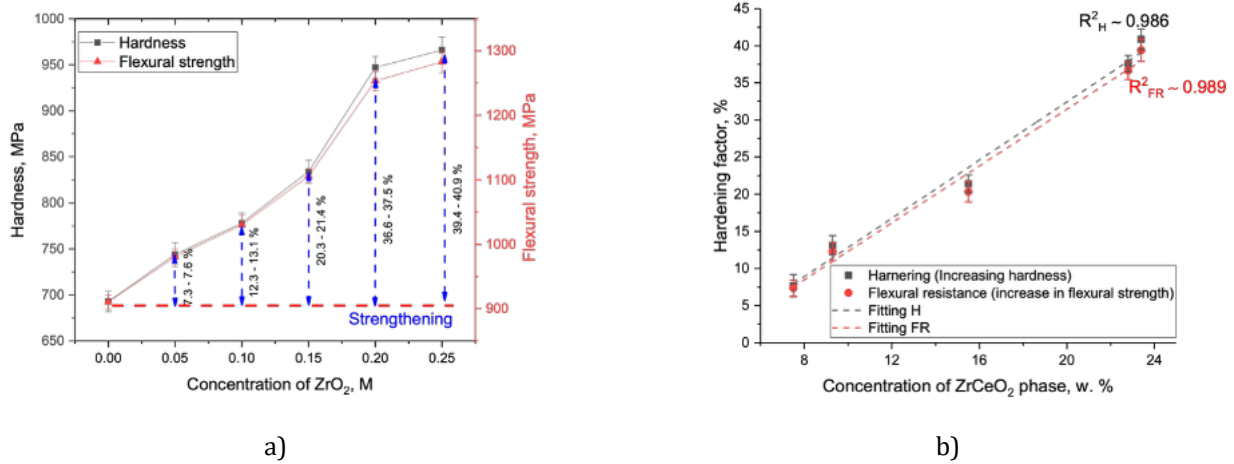 1000
950
900
850
800
750
700
650
Hardness, MPa
Hardness
Flexural strength
7.3 - 7.6 %
12.3 - 13.1 %
20.3 - 21.4 %
36.6 - 37.5 %
39.4 - 40.9 %
Strengthening
1300
1200
1100
1000
900
Flexural strength, MPa
0.00 0.05 0.10 0.15 0.20 0.25
Concentration of ZrO₂, M
a)
45
40
35
30
25
20
15
10
5
0
Hardening factor, %
R²H ~ 0.986
R²FR ~ 0.989
Harnering (Increasing hardness)
Flexural resistance (increase in flexural strength)
Fitting H
Fitting FR
8 12 16 20 24
Concentration of ZrCeO₂ phase, w. %
b)